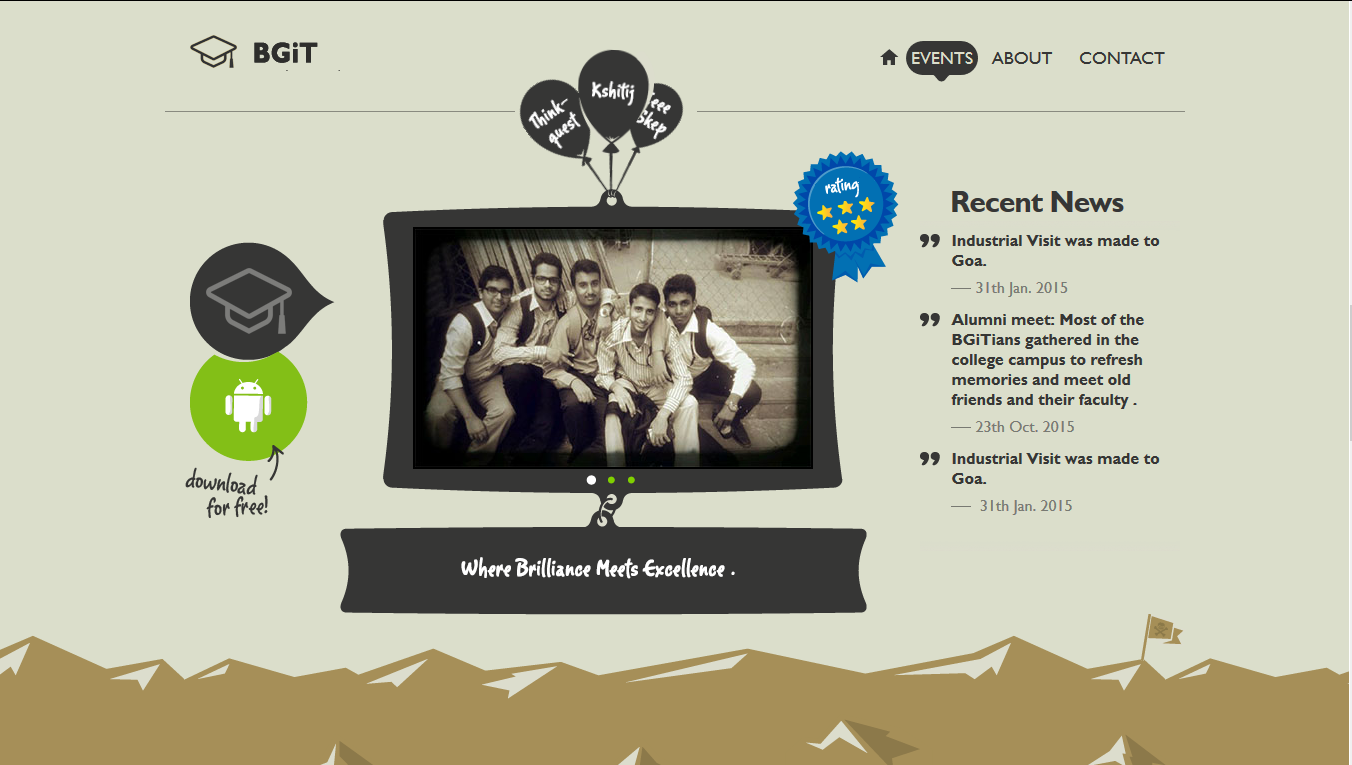 BGiT
EVENTS
ABOUT
CONTACT
Think-
quest
Kshitij
Skep
rating
Recent News
Industrial Visit was made to
Goa.
— 31th Jan. 2015
Alumni meet: Most of the
BGiTians gathered in the
college campus to refresh
memories and meet old
friends and their faculty .
— 23th Oct. 2015
Industrial Visit was made to
Goa.
— 31th Jan. 2015
download
for free!
Where Brilliance Meets Excellence .